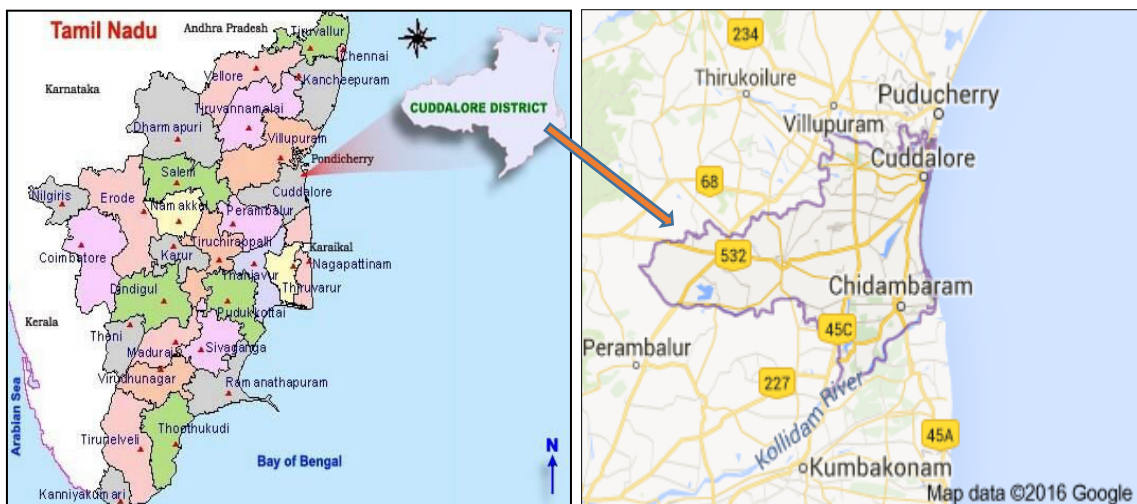 Tamil Nadu
Andhra Pradesh
Tiruvallur
Chennai
Vellore
Kancheepuram
Karnataka
Tiruvannamalai
Dharmapuri
Villupuram
Pondicherry
Salem
Cuddalore
Nilgiris
Erode
Namakkal
Perambalur
Tiruchirappalli
Karaikal
Coimbatore
Karur
Thanjavur
Nagapattinam
Dindigul
Thiruvarur
Pudukkottai
Kerala
Theni
Madurai
Sivaganga
Virudhunagar
Ramanathapuram
Arabian Sea
Tirunelveli
Thoothukudi
Bay of Bengal
N
Kanniyakumari
CUDDALORE DISTRICT
234
Thirukoilure
Puducherry
Villupuram
Cuddalore
68
532
Chidambaram
45C
Perambalur
227
Kollidam River
45A
Kumbakonam
Map data ©2016 Google